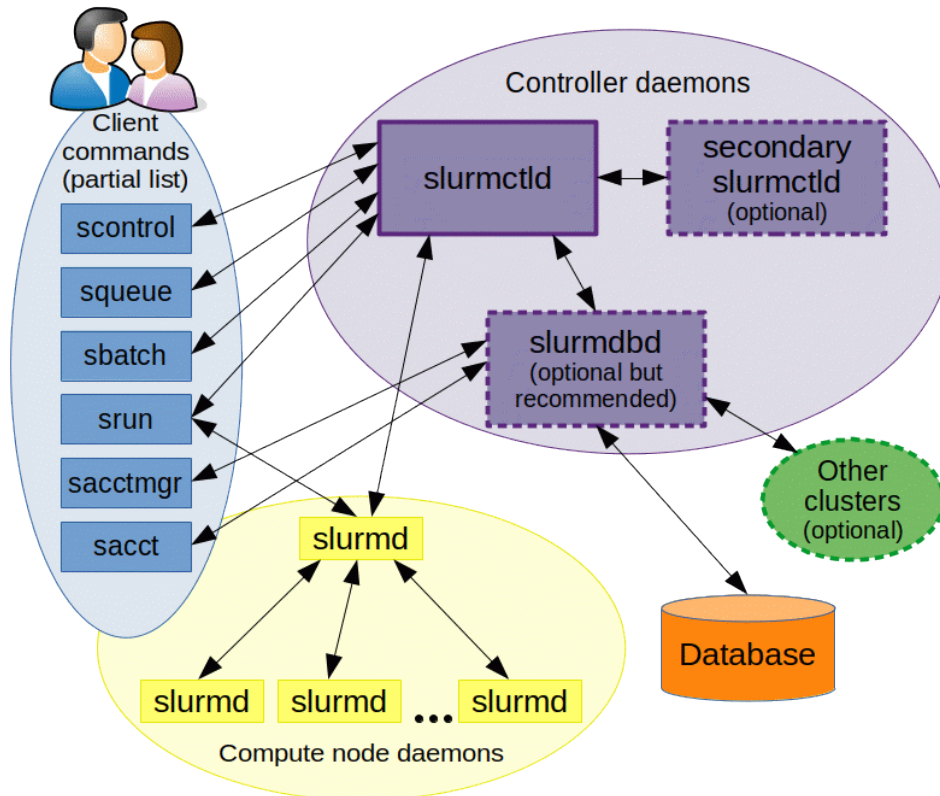 Client
commands
(partial list)
scontrol
squeue
sbatch
srun
sacctmgr
sacct
Controller daemons
slurmctld
secondary
slurmctld
(optional)
slurmdbd
(optional but
recommended)
Other
clusters
(optional)
Database
slurmd
slurmd
slurmd
...
slurmd
Compute node daemons